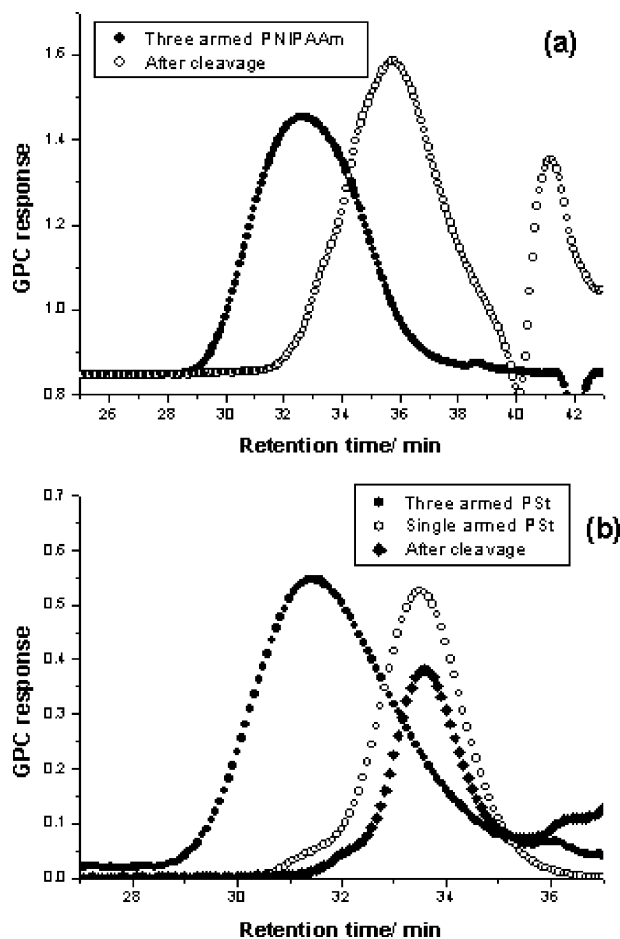 (a)
Three armed PNIPAAm
After cleavage
GPC response
1.6
1.4
1.2
1.0
0.8
26 28 30 32 34 36 38 40 42
Retention time/ min
(b)
Three armed PSt
Single armed PSt
After cleavage
GPC response
0.7
0.6
0.5
0.4
0.3
0.2
0.1
0.0
28 30 32 34 36
Retention time/ min